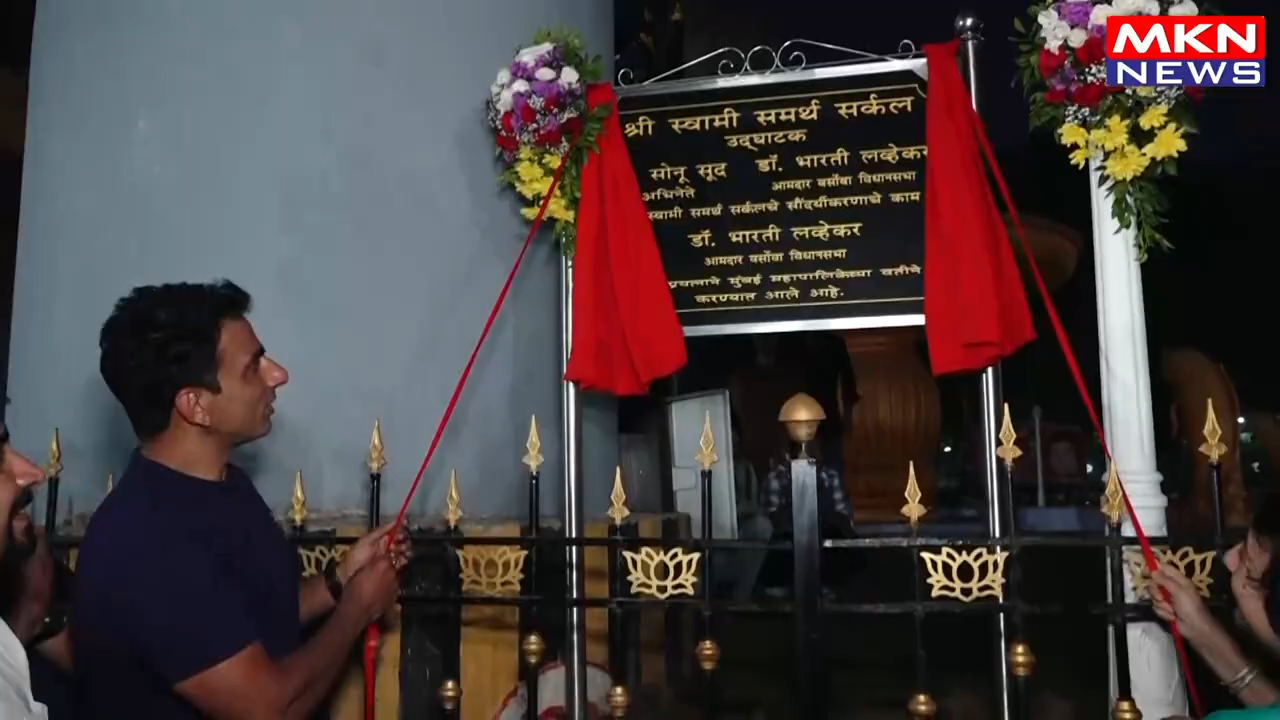 MKN
NEWS
श्री स्वामी समर्थ सर्कल
उद्घाटक
सोनू सूद डॉ. भारती लव्हेकर
अभिनेते आमदार वर्सोवा विधानसभा
स्वामी समर्थ सर्कलचे सौंदर्यीकरणाचे काम
डॉ. भारती लव्हेकर
आमदार वर्सोवा विधानसभा
प्रयत्नाने मुंबई महापालिकेच्या वतीने
करण्यात आले आहे.